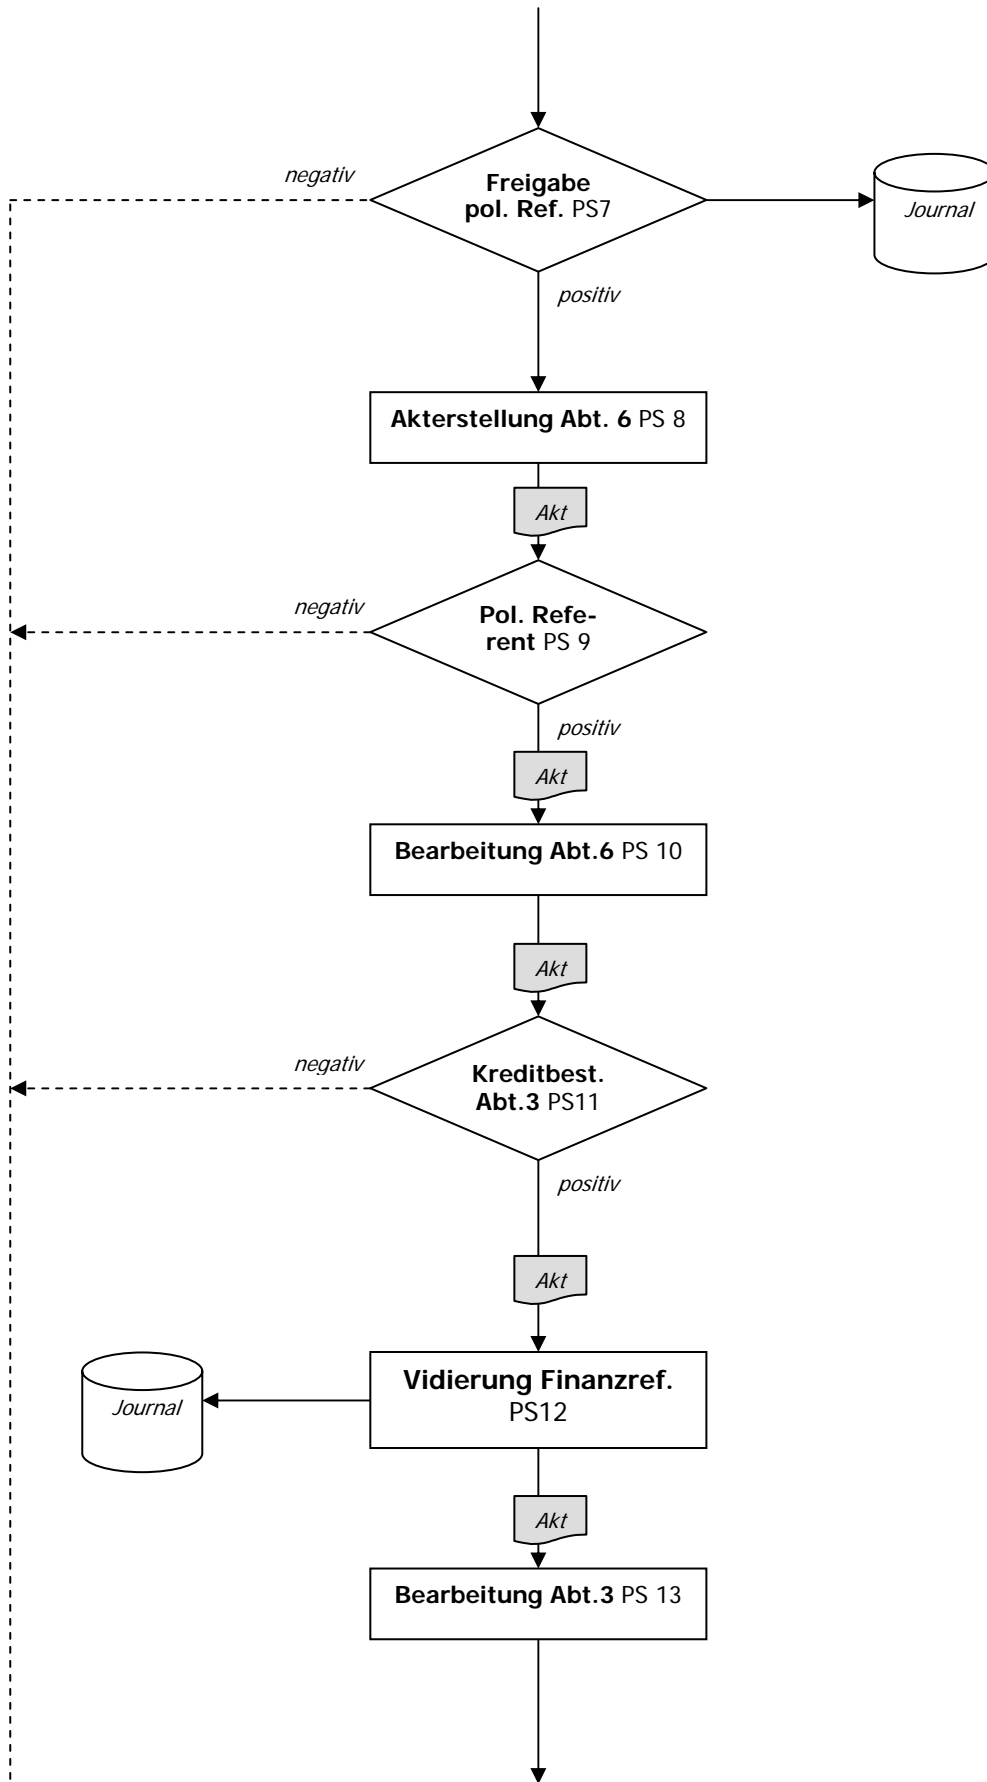 negativ
Freigabe
pol. Ref. PS7
Journal
positiv
Akterstellung Abt. 6 PS 8
Akt
negativ
Pol. Refe-
rent PS 9
positiv
Akt
Bearbeitung Abt.6 PS 10
Akt
negativ
Kreditbest.
Abt.3 PS11
positiv
Akt
Vidierung Finanzref.
PS12
Journal
Akt
Bearbeitung Abt.3 PS 13